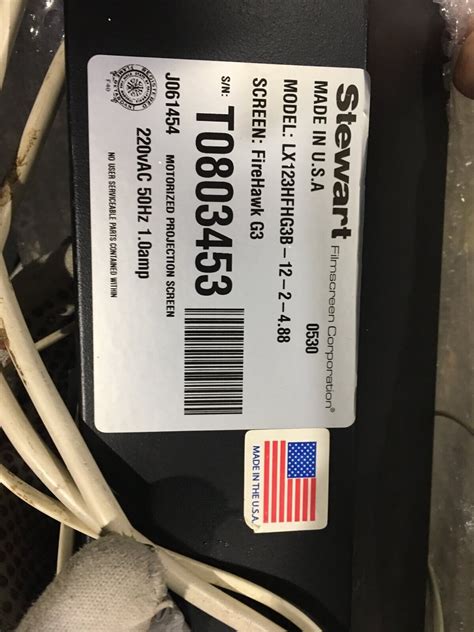 Stewart
Filmscreen Corporation®
MADE IN U.S.A
0530
MODEL: LX123HFHG3B-12-2-4.88
SCREEN: FireHawk G3
S/N: T0803453
J061454 MOTORIZED PROJECTION SCREEN
220vAC 50Hz 1.0amp
NO USER SERVICEABLE PARTS CONTAINED WITHIN
MADE IN THE U.S.A.